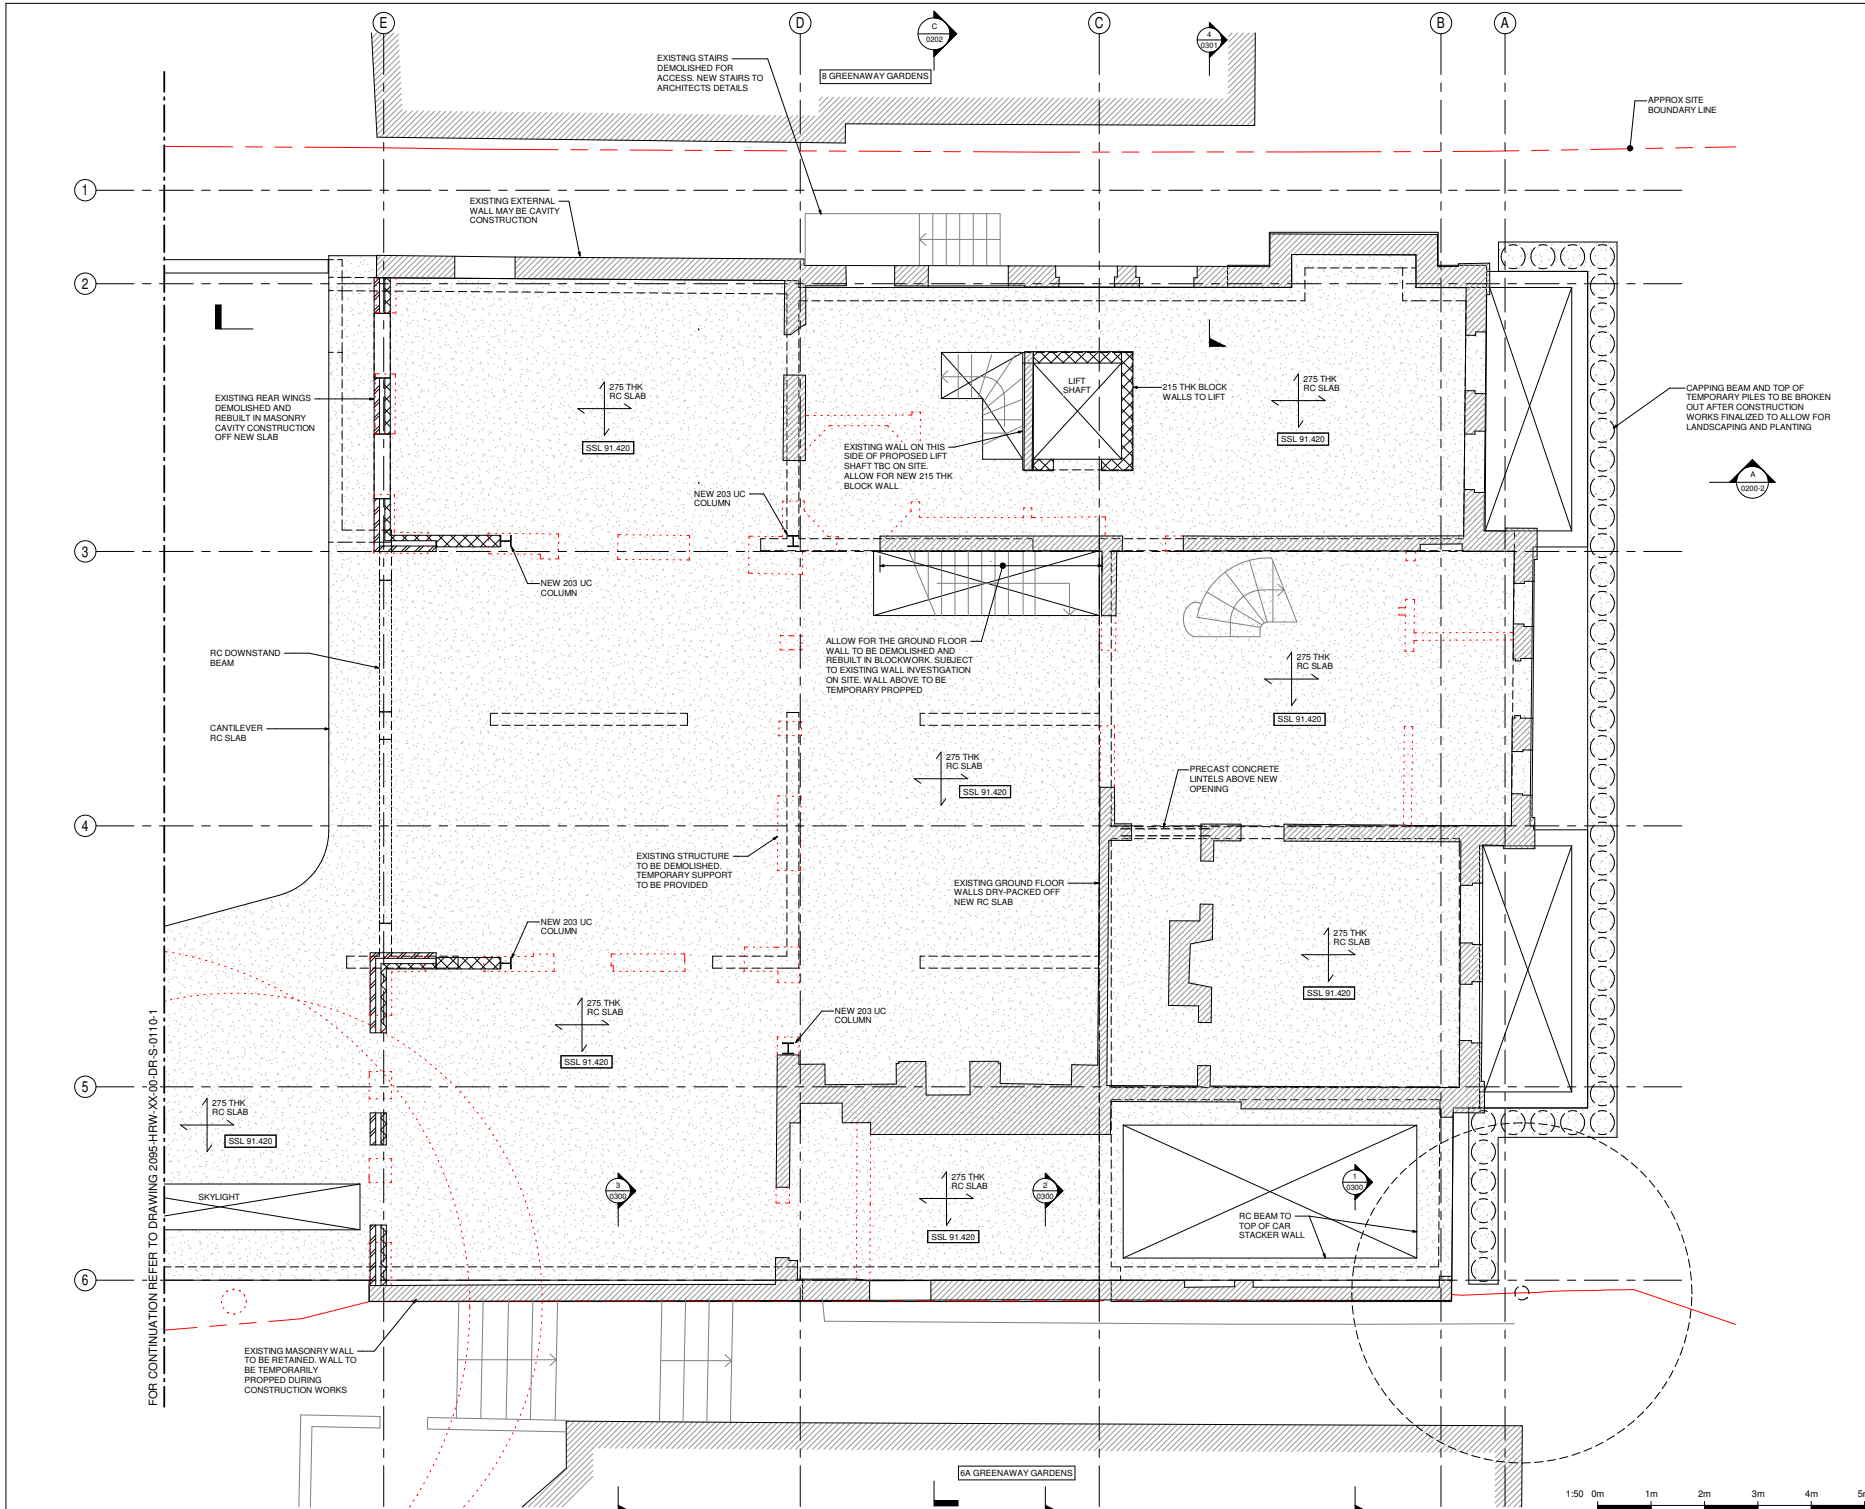 E
D
C
B
A
C
0202
4
0301
8 GREENAWAY GARDENS
EXISTING STAIRS
DEMOLISHED FOR
ACCESS. NEW STAIRS TO
ARCHITECTS DETAILS
APPROX SITE
BOUNDARY LINE
1
EXISTING EXTERNAL
WALL MAY BE CAVITY
CONSTRUCTION
2
EXISTING REAR WINGS
DEMOLISHED AND
REBUILT IN MASONRY
CAVITY CONSTRUCTION
OFF NEW SLAB
275 THK
RC SLAB
SSL 91.420
LIFT
SHAFT
215 THK BLOCK
WALLS TO LIFT
275 THK
RC SLAB
SSL 91.420
CAPPING BEAM AND TOP OF
TEMPORARY PILES TO BE BROKEN
OUT AFTER CONSTRUCTION
WORKS FINALIZED TO ALLOW FOR
LANDSCAPING AND PLANTING
EXISTING WALL ON THIS
SIDE OF PROPOSED LIFT
SHAFT TBC ON SITE.
ALLOW FOR NEW 215 THK
BLOCK WALL
A
0200-2
NEW 203 UC
COLUMN
3
NEW 203 UC
COLUMN
RC DOWNSTAND
BEAM
ALLOW FOR THE GROUND FLOOR
WALL TO BE DEMOLISHED AND
REBUILT IN BLOCKWORK. SUBJECT
TO EXISTING WALL INVESTIGATION
ON SITE. WALL ABOVE TO BE
TEMPORARY PROPPED
275 THK
RC SLAB
SSL 91.420
CANTILEVER
RC SLAB
275 THK
RC SLAB
SSL 91.420
PRECAST CONCRETE
LINTELS ABOVE NEW
OPENING
4
EXISTING STRUCTURE
TO BE DEMOLISHED.
TEMPORARY SUPPORT
TO BE PROVIDED
EXISTING GROUND FLOOR
WALLS DRY-PACKED OFF
NEW RC SLAB
NEW 203 UC
COLUMN
275 THK
RC SLAB
SSL 91.420
275 THK
RC SLAB
SSL 91.420
NEW 203 UC
COLUMN
5
275 THK
RC SLAB
SSL 91.420
SKYLIGHT
3
0300
275 THK
RC SLAB
SSL 91.420
2
0300
1
0300
RC BEAM TO
TOP OF CAR
STACKER WALL
6
FOR CONTINUATION REFER TO DRAWING 2095-HRW-XX-00-DR-S-0110-1
EXISTING MASONRY WALL
TO BE RETAINED. WALL TO
BE TEMPORARILY
PROPPED DURING
CONSTRUCTION WORKS
6A GREENAWAY GARDENS
1:50 0m 1m 2m 3m 4m 5m